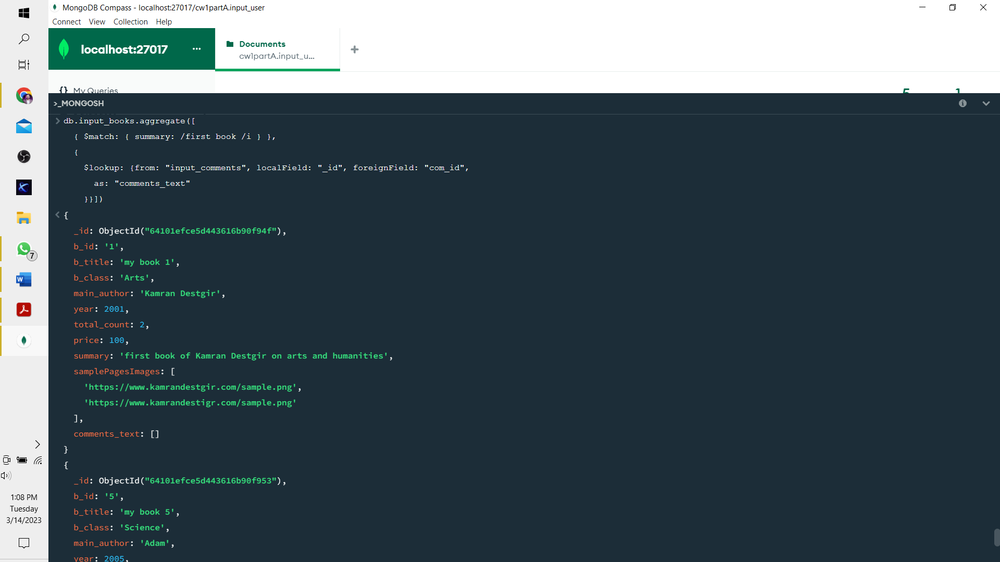 MongoDB Compass - localhost:27017/cw1partA.input_user
Connect View Collection Help
localhost:27017 ...
Documents
cw1partA.input_u...
{} My Queries
5 1
>_MONGOSH
db.input_books.aggregate([
{ $match: { summary: /first book /i } },
{
$lookup: {from: "input_comments", localField: "_id", foreignField: "com_id",
as: "comments_text"
}}])
{
_id: ObjectId("64101efce5d443616b90f94f"),
b_id: '1',
b_title: 'my book 1',
b_class: 'Arts',
main_author: 'Kamran Destgir',
year: 2001,
total_count: 2,
price: 100,
summary: 'first book of Kamran Destgir on arts and humanities',
samplePagesImages: [
'https://www.kamrandestgir.com/sample.png',
'https://www.kamrandestigr.com/sample.png'
],
comments_text: []
}
{
_id: ObjectId("64101efce5d443616b90f953"),
b_id: '5',
b_title: 'my book 5',
b_class: 'Science',
main_author: 'Adam',
year: 2005,
7
1:08 PM
Tuesday
3/14/2023